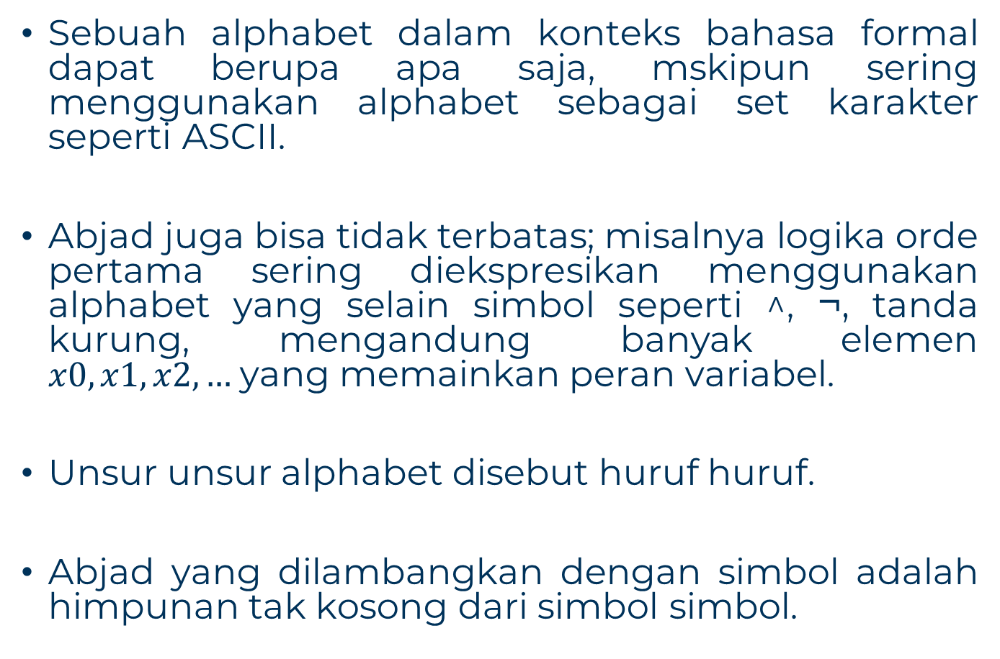 • Sebuah alphabet dalam konteks bahasa formal
dapat berupa apa saja, mskipun sering
menggunakan alphabet sebagai set karakter
seperti ASCII.
• Abjad juga bisa tidak terbatas; misalnya logika orde
pertama sering diekspresikan menggunakan
alphabet yang selain simbol seperti ^, ¬, tanda
kurung, mengandung banyak elemen
x0, x1, x2, ... yang memainkan peran variabel.
• Unsur unsur alphabet disebut huruf huruf.
• Abjad yang dilambangkan dengan simbol adalah
himpunan tak kosong dari simbol simbol.